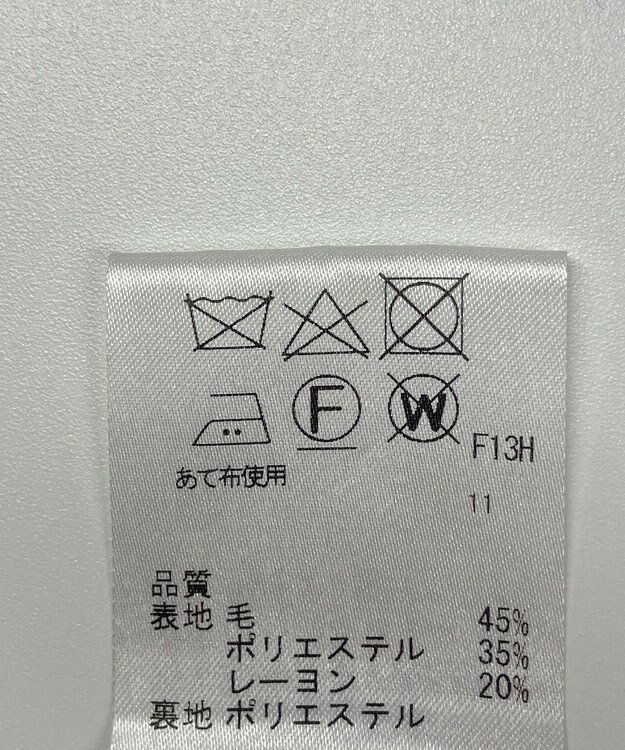 F W F13H
あて布使用
11
品質
表地 毛 45%
ポリエステル 35%
レーヨン 20%
裏地 ポリエステル